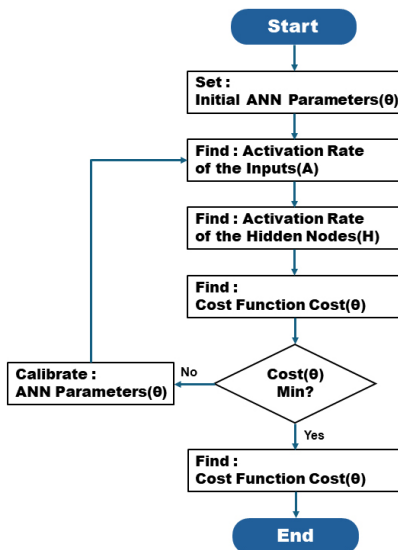 Start
Set :
Initial ANN Parameters(θ)
Find : Activation Rate
of the Inputs(A)
Find : Activation Rate
of the Hidden Nodes(H)
Find :
Cost Function Cost(θ)
Cost(θ)
Min?
No
Calibrate :
ANN Parameters(θ)
Yes
Find :
Cost Function Cost(θ)
End